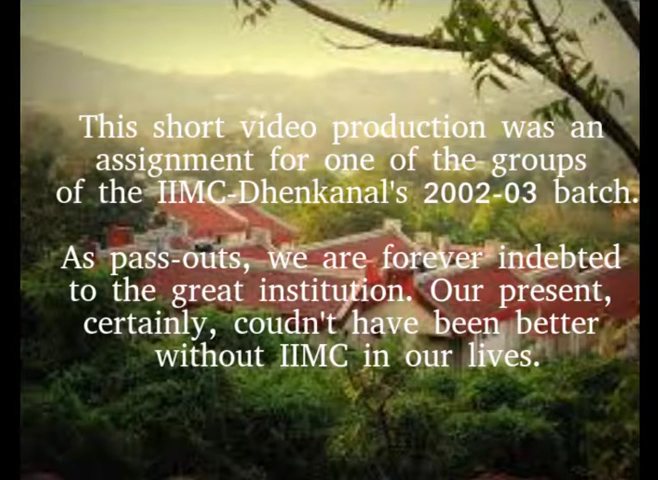 This short video production was an
assignment for one of the groups
of the IIMC-Dhenkanal's 2002-03 batch.
As pass-outs, we are forever indebted
to the great institution. Our present,
certainly, coudn't have been better
without IIMC in our lives.